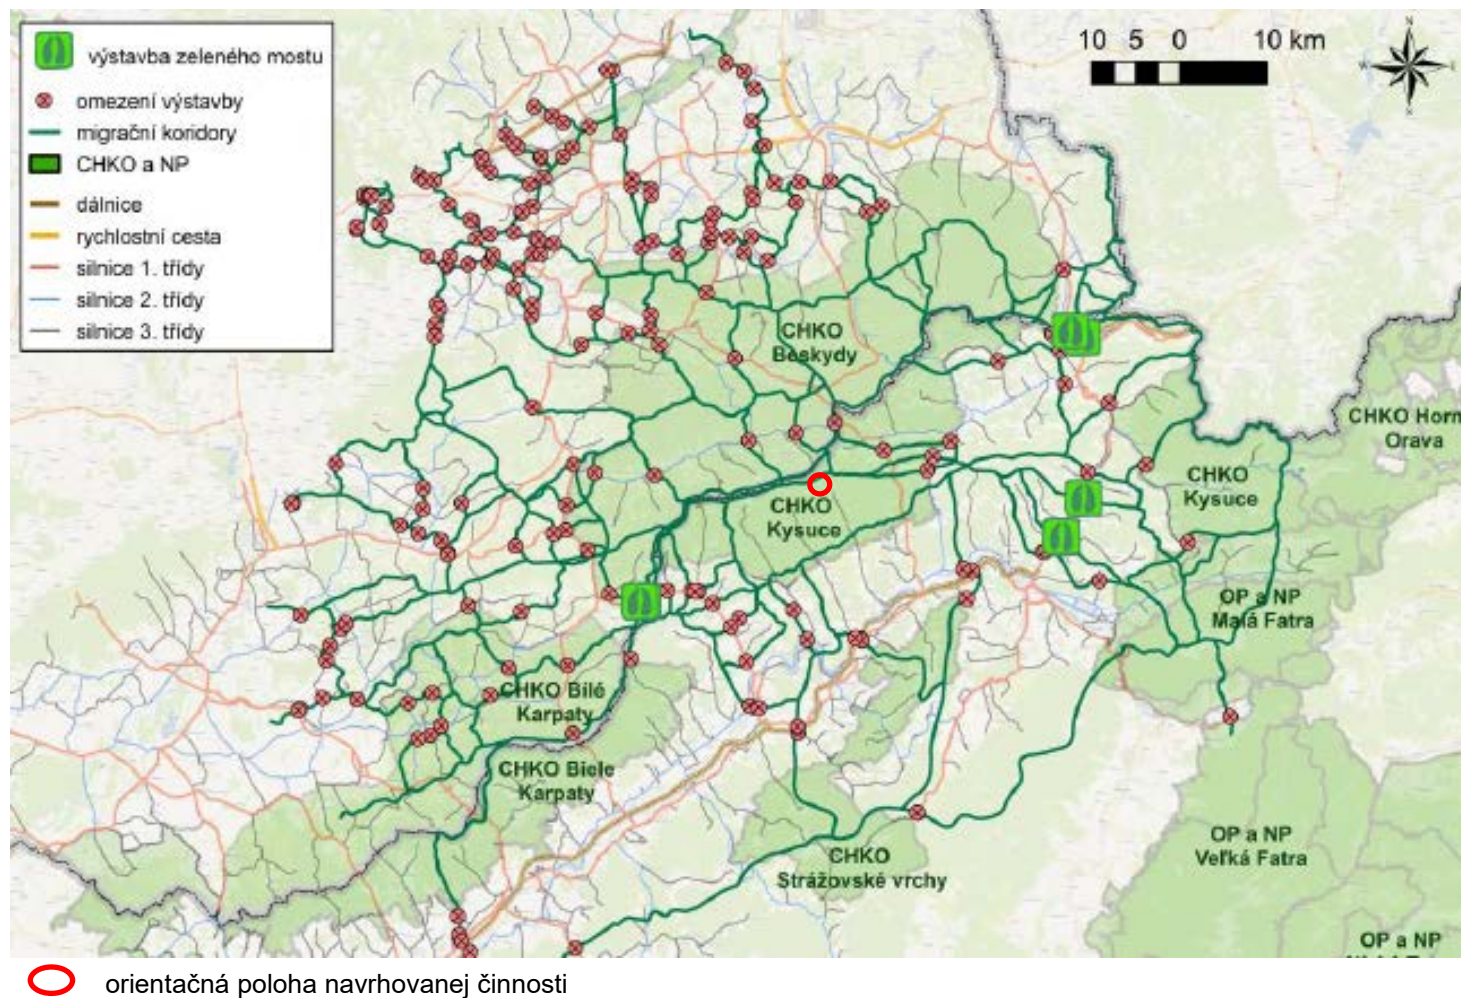 výstavba zeleného mostu
omezení výstavby
migrační koridory
CHKO a NP
dálnice
rychlostní cesta
silnice 1. třídy
silnice 2. třídy
silnice 3. třídy
10 5 0 10 km
N
CHKO
Beskydy
CHKO Horn
Orava
CHKO
Kysuce
CHKO
Kysuce
OP a NP
Malá Fatra
CHKO Bílé
Karpaty
CHKO Biele
Karpaty
OP a NP
Veľká Fatra
CHKO
Strážovské vrchy
OP a NP
orientačná poloha navrhovanej činnosti